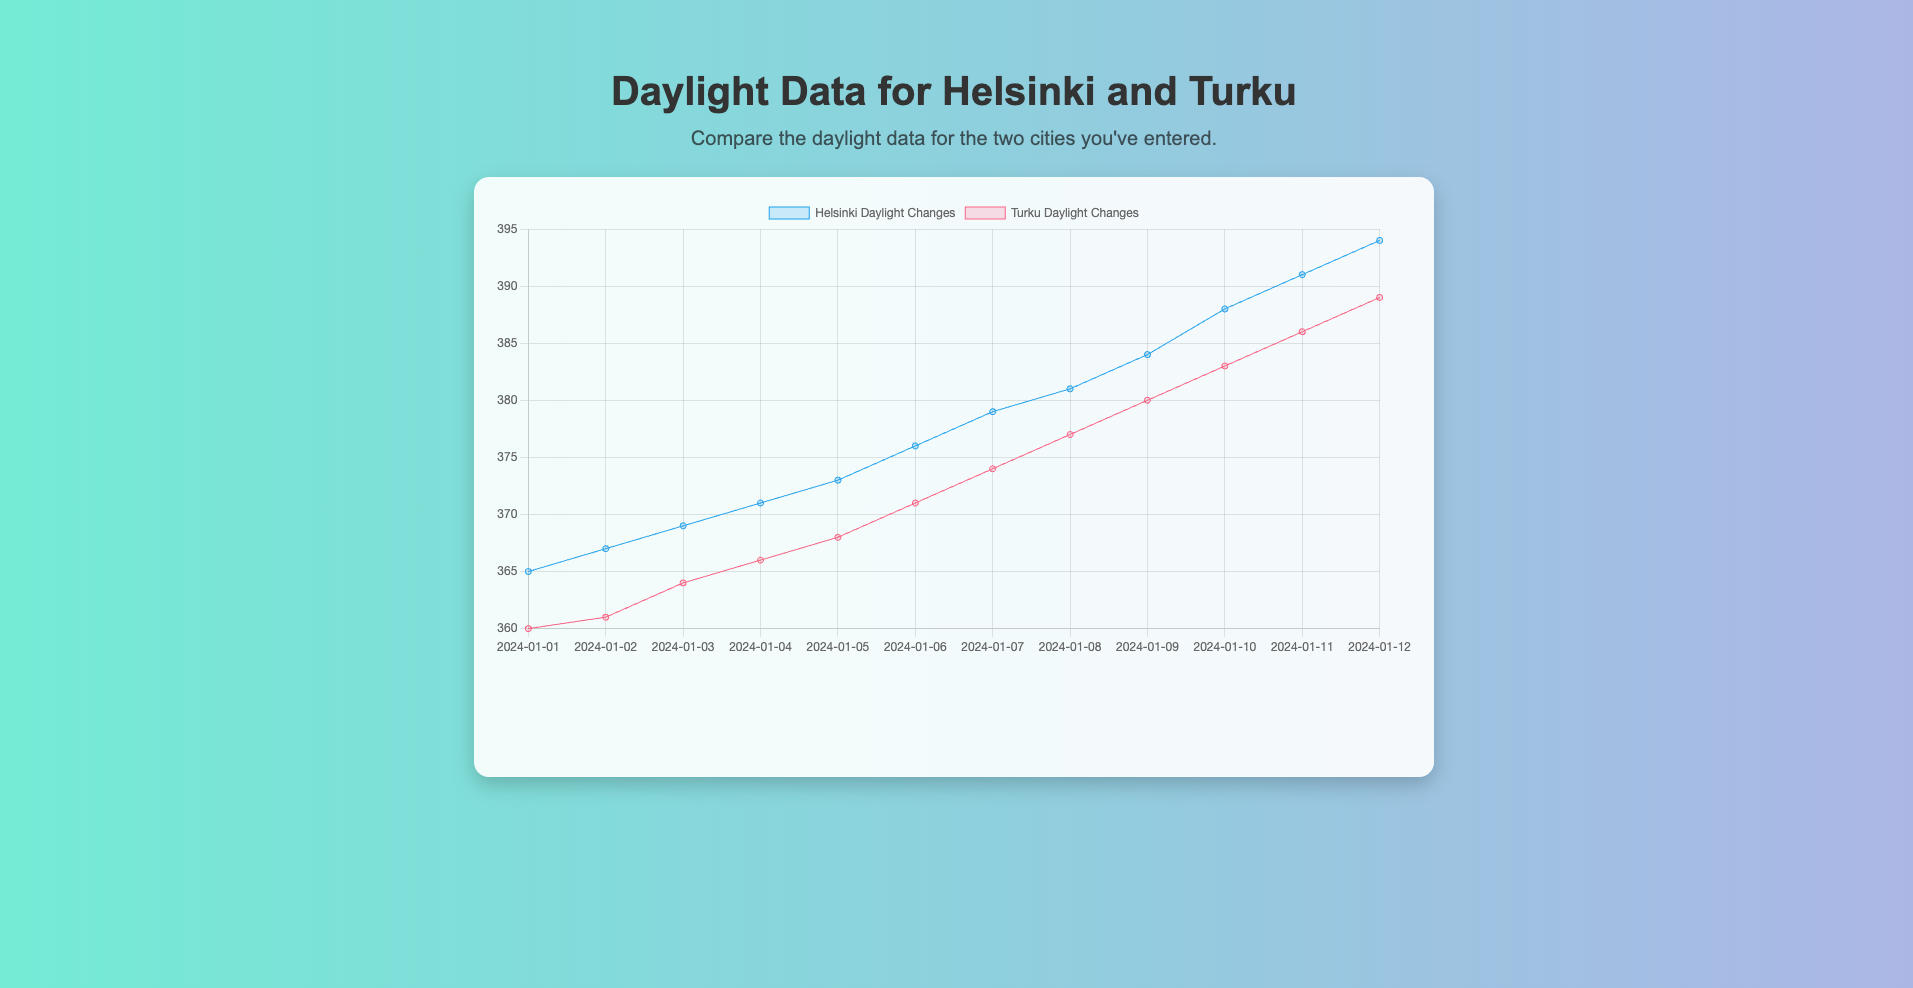 Daylight Data for Helsinki and Turku
Compare the daylight data for the two cities you've entered.
Helsinki Daylight Changes Turku Daylight Changes
395
390
385
380
375
370
365
360
2024-01-01 2024-01-02 2024-01-03 2024-01-04 2024-01-05 2024-01-06 2024-01-07 2024-01-08 2024-01-09 2024-01-10 2024-01-11 2024-01-12